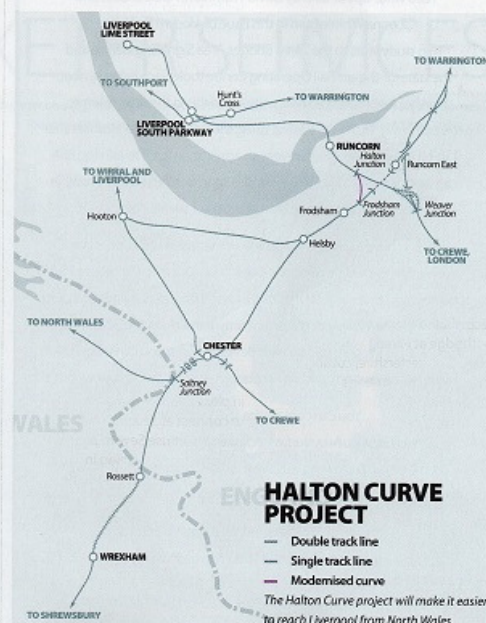 LIVERPOOL
LIME STREET
TO WARRINGTON
TO SOUTHPORT
Hunt's
Cross
TO WARRINGTON
LIVERPOOL
SOUTH PARKWAY
RUNCORN
Halton
Junction
Runcorn East
TO WIRRAL AND
LIVERPOOL
Hooton
Frodsham
Frodsham
Junction
Weaver
Junction
Helsby
TO CREWE,
LONDON
TO NORTH WALES
CHESTER
Saltney
Junction
TO CREWE
WALES
Rossett
ENG
WREXHAM
TO SHREWSBURY
HALTON CURVE
PROJECT
Double track line
Single track line
Modernised curve
The Halton Curve project will make it easier
to reach Liverpool from North Wales